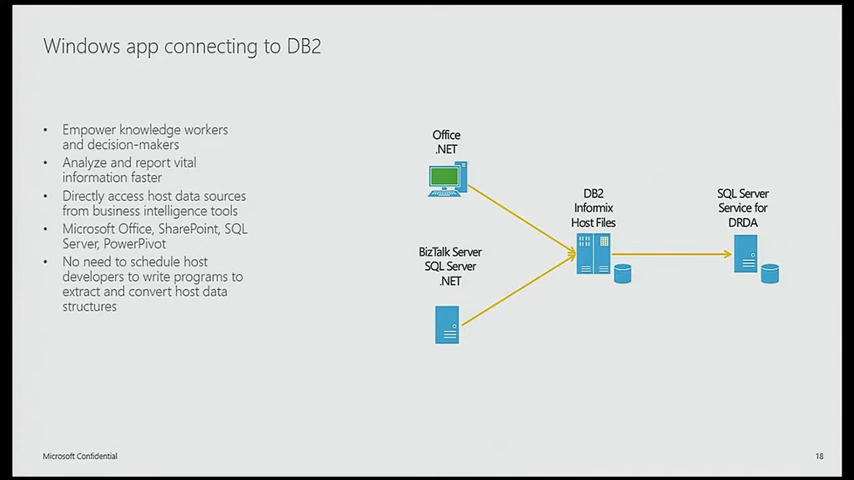 Windows app connecting to DB2
• Empower knowledge workers
and decision-makers
• Analyze and report vital
information faster
• Directly access host data sources
from business intelligence tools
• Microsoft Office, SharePoint, SQL
Server, PowerPivot
• No need to schedule host
developers to write programs to
extract and convert host data
structures
Office
.NET
BizTalk Server
SQL Server
.NET
DB2
Informix
Host Files
SQL Server
Service for
DRDA
Microsoft Confidential
18